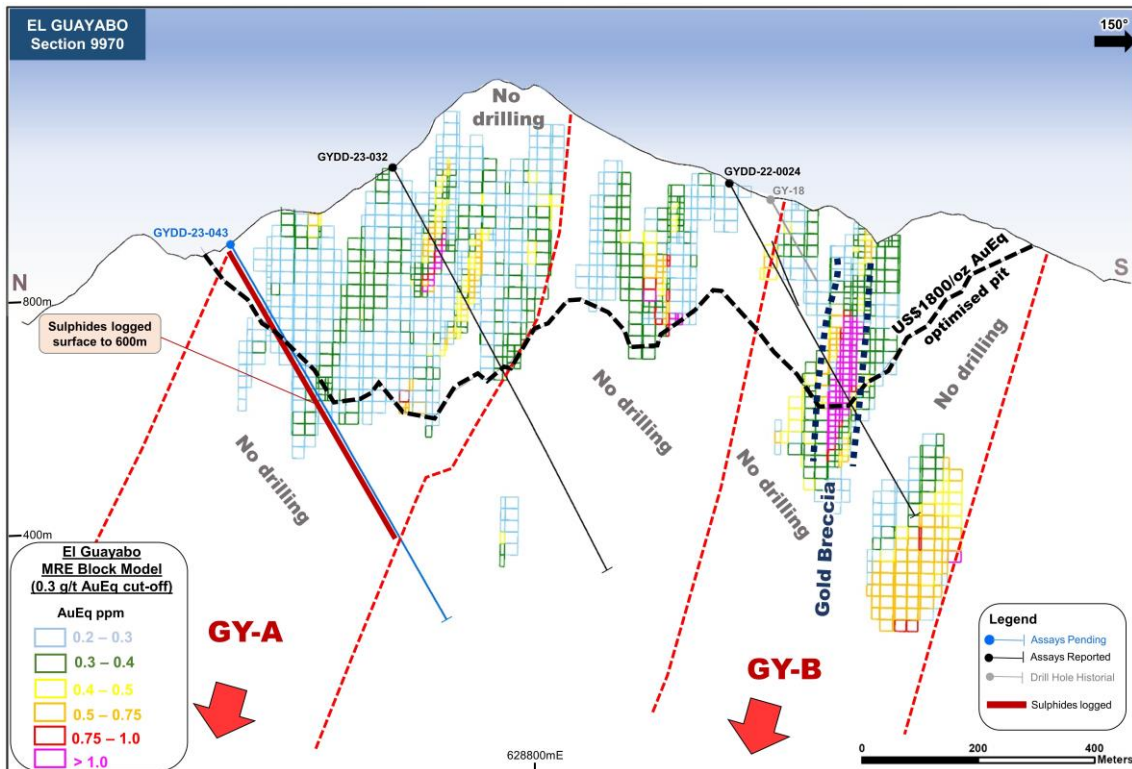 EL GUAYABO
Section 9970
150°
No
drilling
GYDD-23-032
GYDD-22-0024
GY-18
GYDD-23-043
N
S
US$1800/oz AuEq
optimised pit
800m
Sulphides logged
surface to 600m
No drilling
No drilling
No drilling
No drilling
Gold Breccia
400m
El Guayabo
MRE Block Model
(0.3 g/t AuEq cut-off)
AuEq ppm
0.2 – 0.3
0.3 – 0.4
0.4 – 0.5
0.5 – 0.75
0.75 – 1.0
> 1.0
GY-A
GY-B
Legend
Assays Pending
Assays Reported
Drill Hole Historial
Sulphides logged
628800mE
0 200 400
Meters